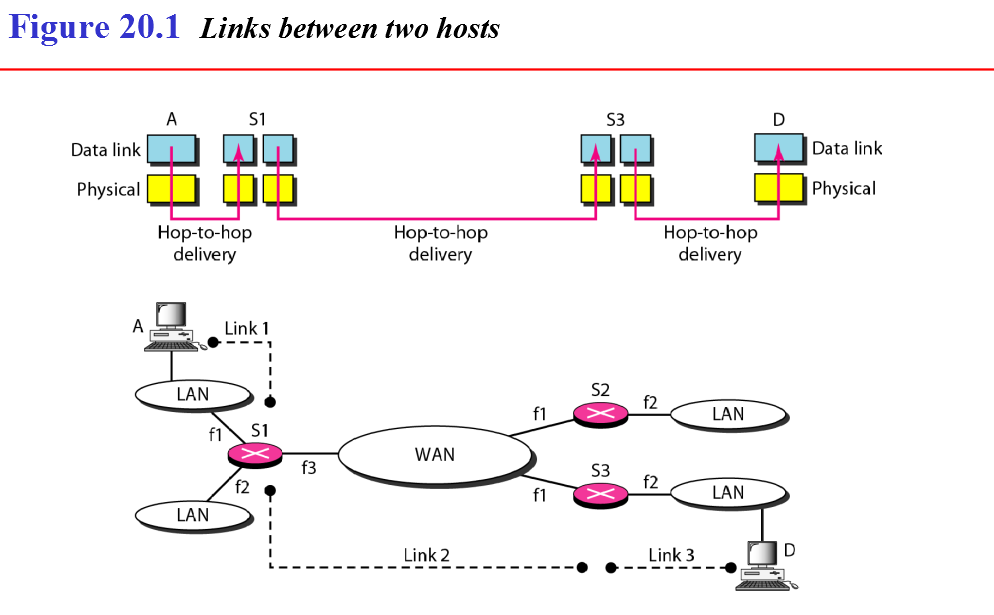 Figure 20.1 Links between two hosts
A S1 S3 D
Data link Data link
Physical Physical
Hop-to-hop delivery
Hop-to-hop delivery
Hop-to-hop delivery
A
Link 1
LAN
f1
S1
f3
f2
LAN
WAN
f1
S2
f2
LAN
f1
S3
f2
LAN
Link 2
Link 3
D